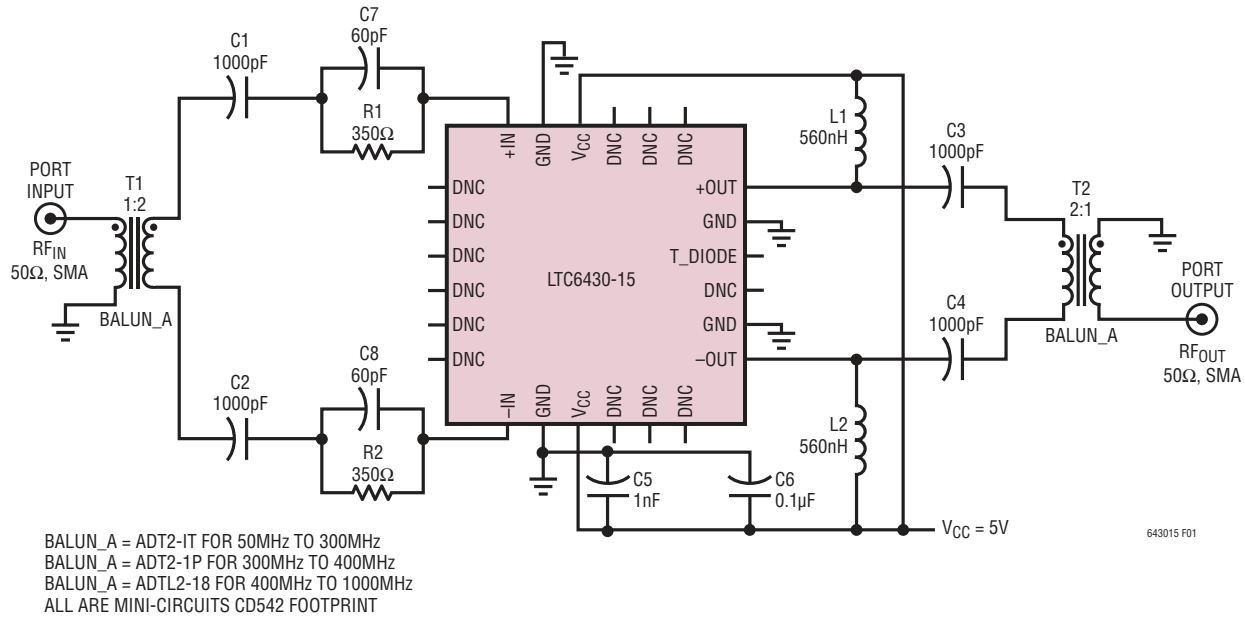 C7
60pF
C1
1000pF
R1
350Ω
PORT
INPUT
T1
1:2
RFIN
50Ω, SMA
BALUN_A
C8
60pF
C2
1000pF
R2
350Ω
+IN
GND
VCC
DNC
DNC
DNC
DNC
DNC
DNC
DNC
DNC
DNC
LTC6430-15
+OUT
GND
T_DIODE
DNC
GND
–OUT
–IN
GND
VCC
DNC
DNC
DNC
L1
560nH
C3
1000pF
T2
2:1
PORT
OUTPUT
C4
1000pF
BALUN_A
RFOUT
50Ω, SMA
L2
560nH
C5
1nF
C6
0.1µF
VCC = 5V
643015 F01
BALUN_A = ADT2-IT FOR 50MHz TO 300MHz
BALUN_A = ADT2-1P FOR 300MHz TO 400MHz
BALUN_A = ADTL2-18 FOR 400MHz TO 1000MHz
ALL ARE MINI-CIRCUITS CD542 FOOTPRINT